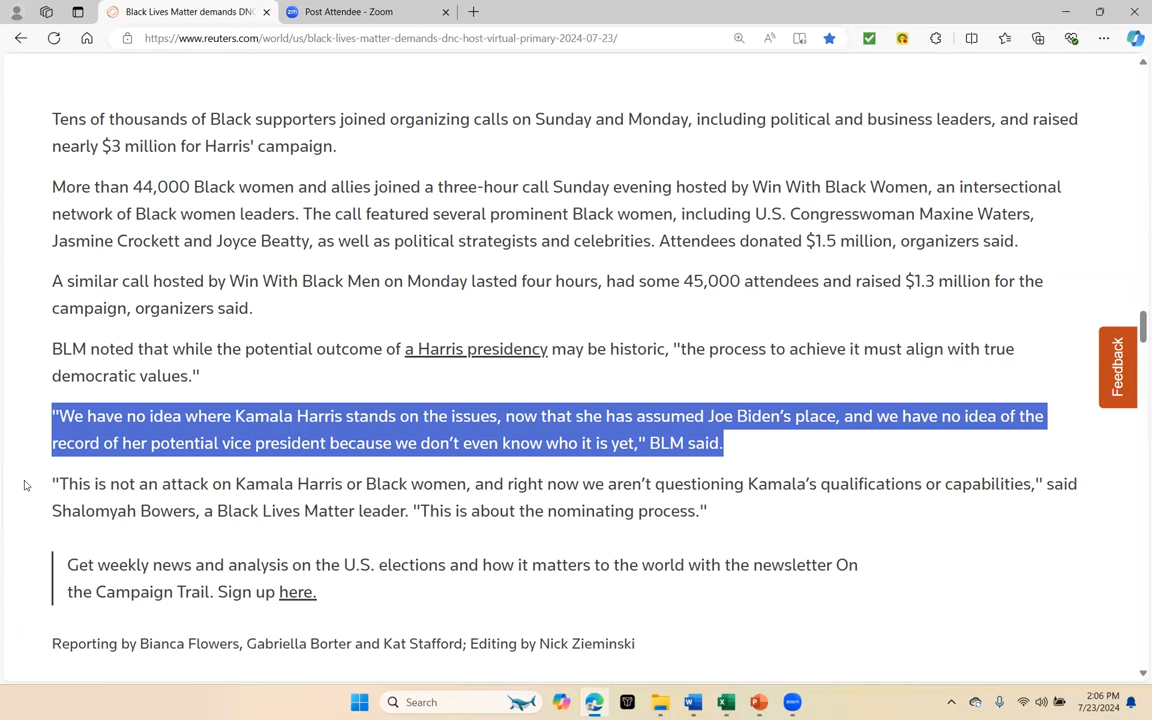 Black Lives Matter demands DNC
Post Attendee - Zoom
https://www.reuters.com/world/us/black-lives-matter-demands-dnc-host-virtual-primary-2024-07-23/
Tens of thousands of Black supporters joined organizing calls on Sunday and Monday, including political and business leaders, and raised
nearly $3 million for Harris' campaign.
More than 44,000 Black women and allies joined a three-hour call Sunday evening hosted by Win With Black Women, an intersectional
network of Black women leaders. The call featured several prominent Black women, including U.S. Congresswoman Maxine Waters,
Jasmine Crockett and Joyce Beatty, as well as political strategists and celebrities. Attendees donated $1.5 million, organizers said.
A similar call hosted by Win With Black Men on Monday lasted four hours, had some 45,000 attendees and raised $1.3 million for the
campaign, organizers said.
BLM noted that while the potential outcome of a Harris presidency may be historic, "the process to achieve it must align with true
democratic values."
"We have no idea where Kamala Harris stands on the issues, now that she has assumed Joe Biden’s place, and we have no idea of the
record of her potential vice president because we don’t even know who it is yet," BLM said.
"This is not an attack on Kamala Harris or Black women, and right now we aren’t questioning Kamala’s qualifications or capabilities," said
Shalomyah Bowers, a Black Lives Matter leader. "This is about the nominating process."
Get weekly news and analysis on the U.S. elections and how it matters to the world with the newsletter On
the Campaign Trail. Sign up here.
Reporting by Bianca Flowers, Gabriella Borter and Kat Stafford; Editing by Nick Zieminski
Feedback
Search
zoom
2:06 PM
7/23/2024